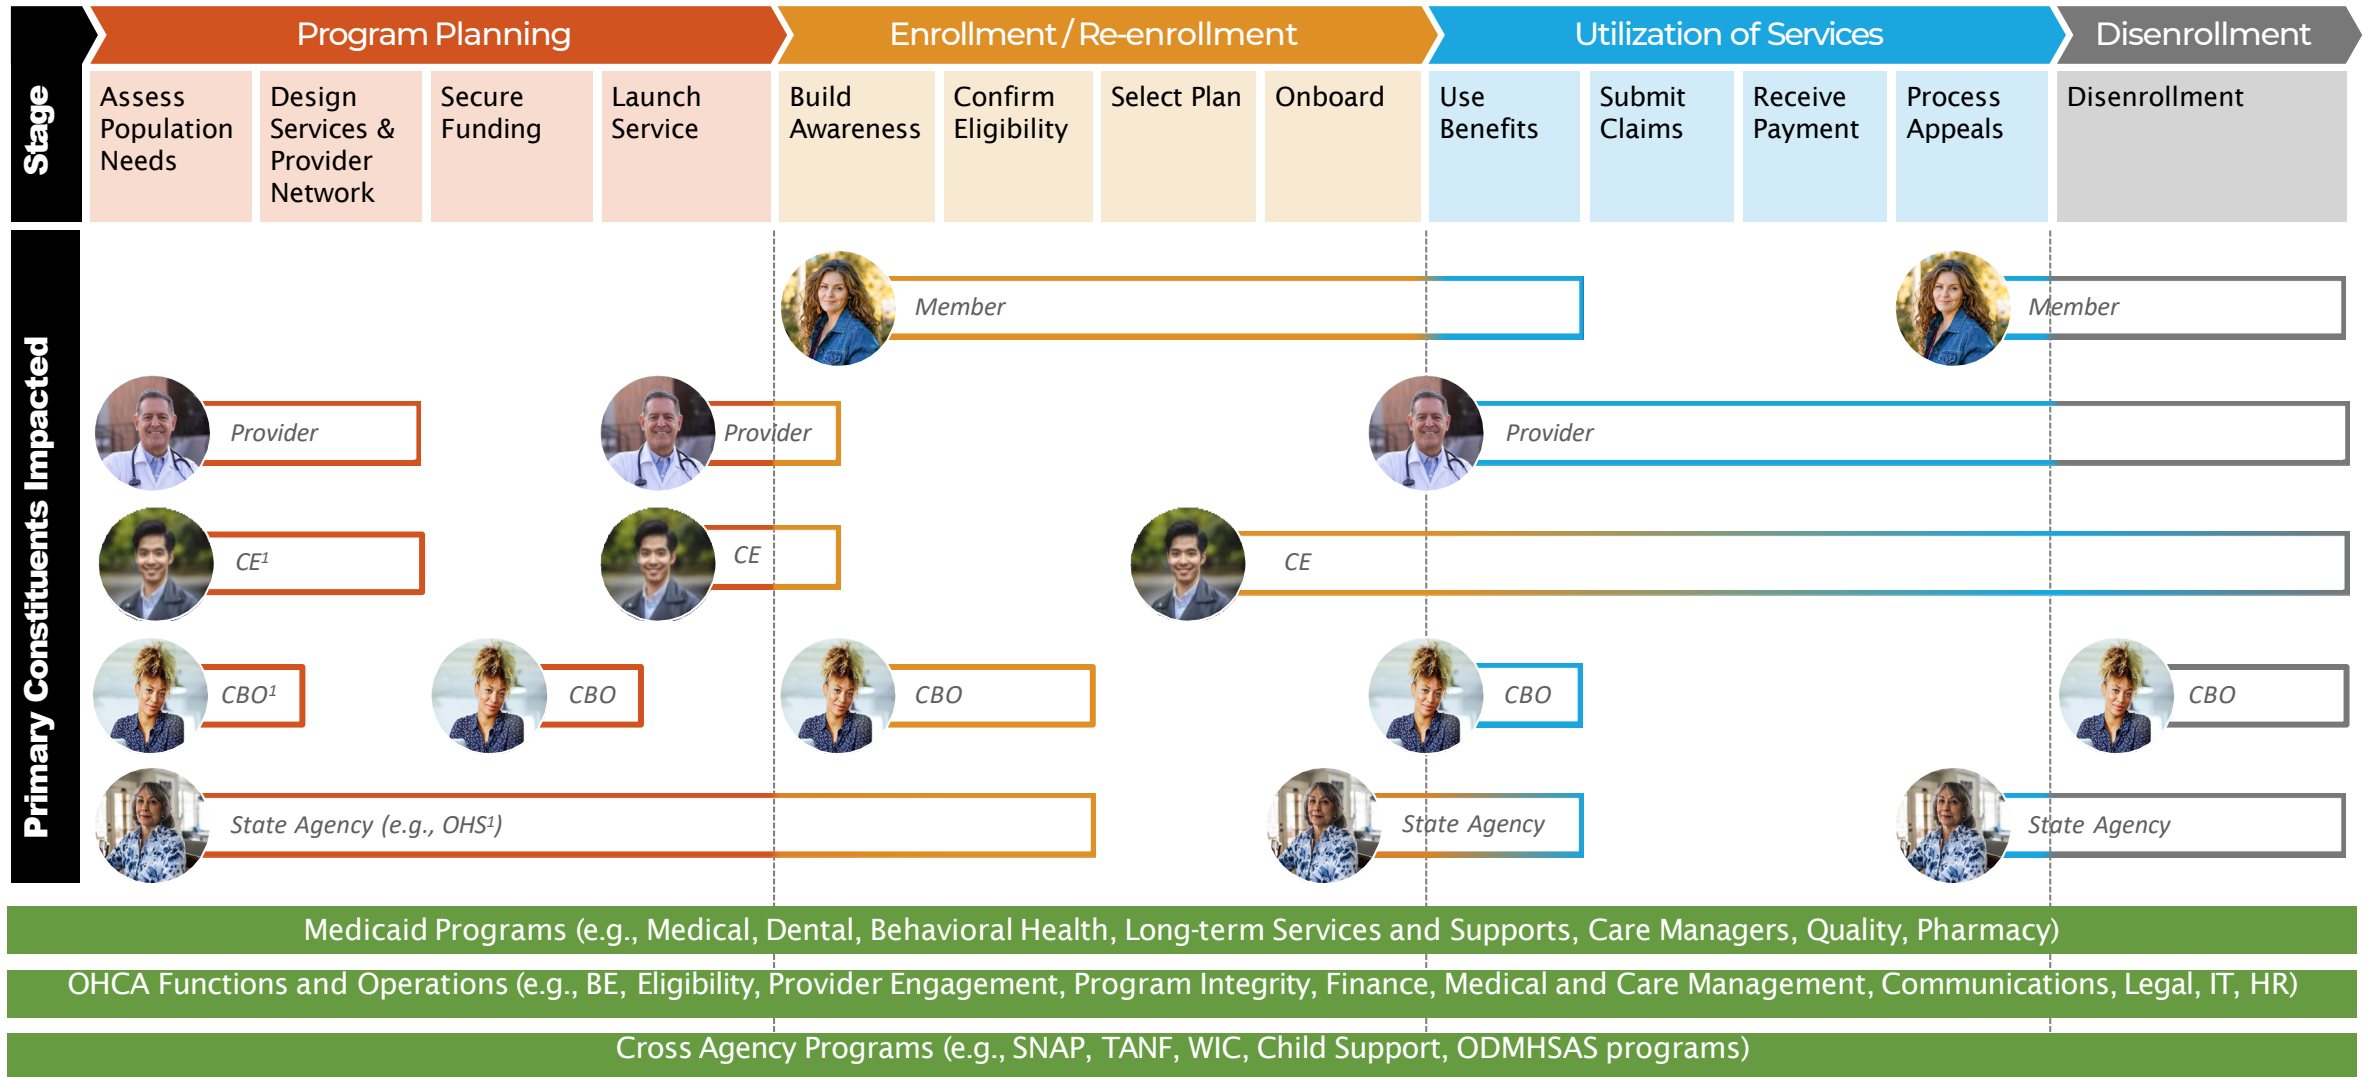 Program Planning
Enrollment / Re-enrollment
Utilization of Services
Disenrollment
Stage
Assess
Population
Needs
Design
Services &
Provider
Network
Secure
Funding
Launch
Service
Build
Awareness
Confirm
Eligibility
Select Plan
Onboard
Use
Benefits
Submit
Claims
Receive
Payment
Process
Appeals
Disenrollment
Primary Constituents Impacted
Member
Member
Provider
Provider
Provider
CE¹
CE
CE
CBO¹
CBO
CBO
CBO
CBO
State Agency (e.g., OHS¹)
State Agency
State Agency
Medicaid Programs (e.g., Medical, Dental, Behavioral Health, Long-term Services and Supports, Care Managers, Quality, Pharmacy)
OHCA Functions and Operations (e.g., BE, Eligibility, Provider Engagement, Program Integrity, Finance, Medical and Care Management, Communications, Legal, IT, HR)
Cross Agency Programs (e.g., SNAP, TANF, WIC, Child Support, ODMHSAS programs)